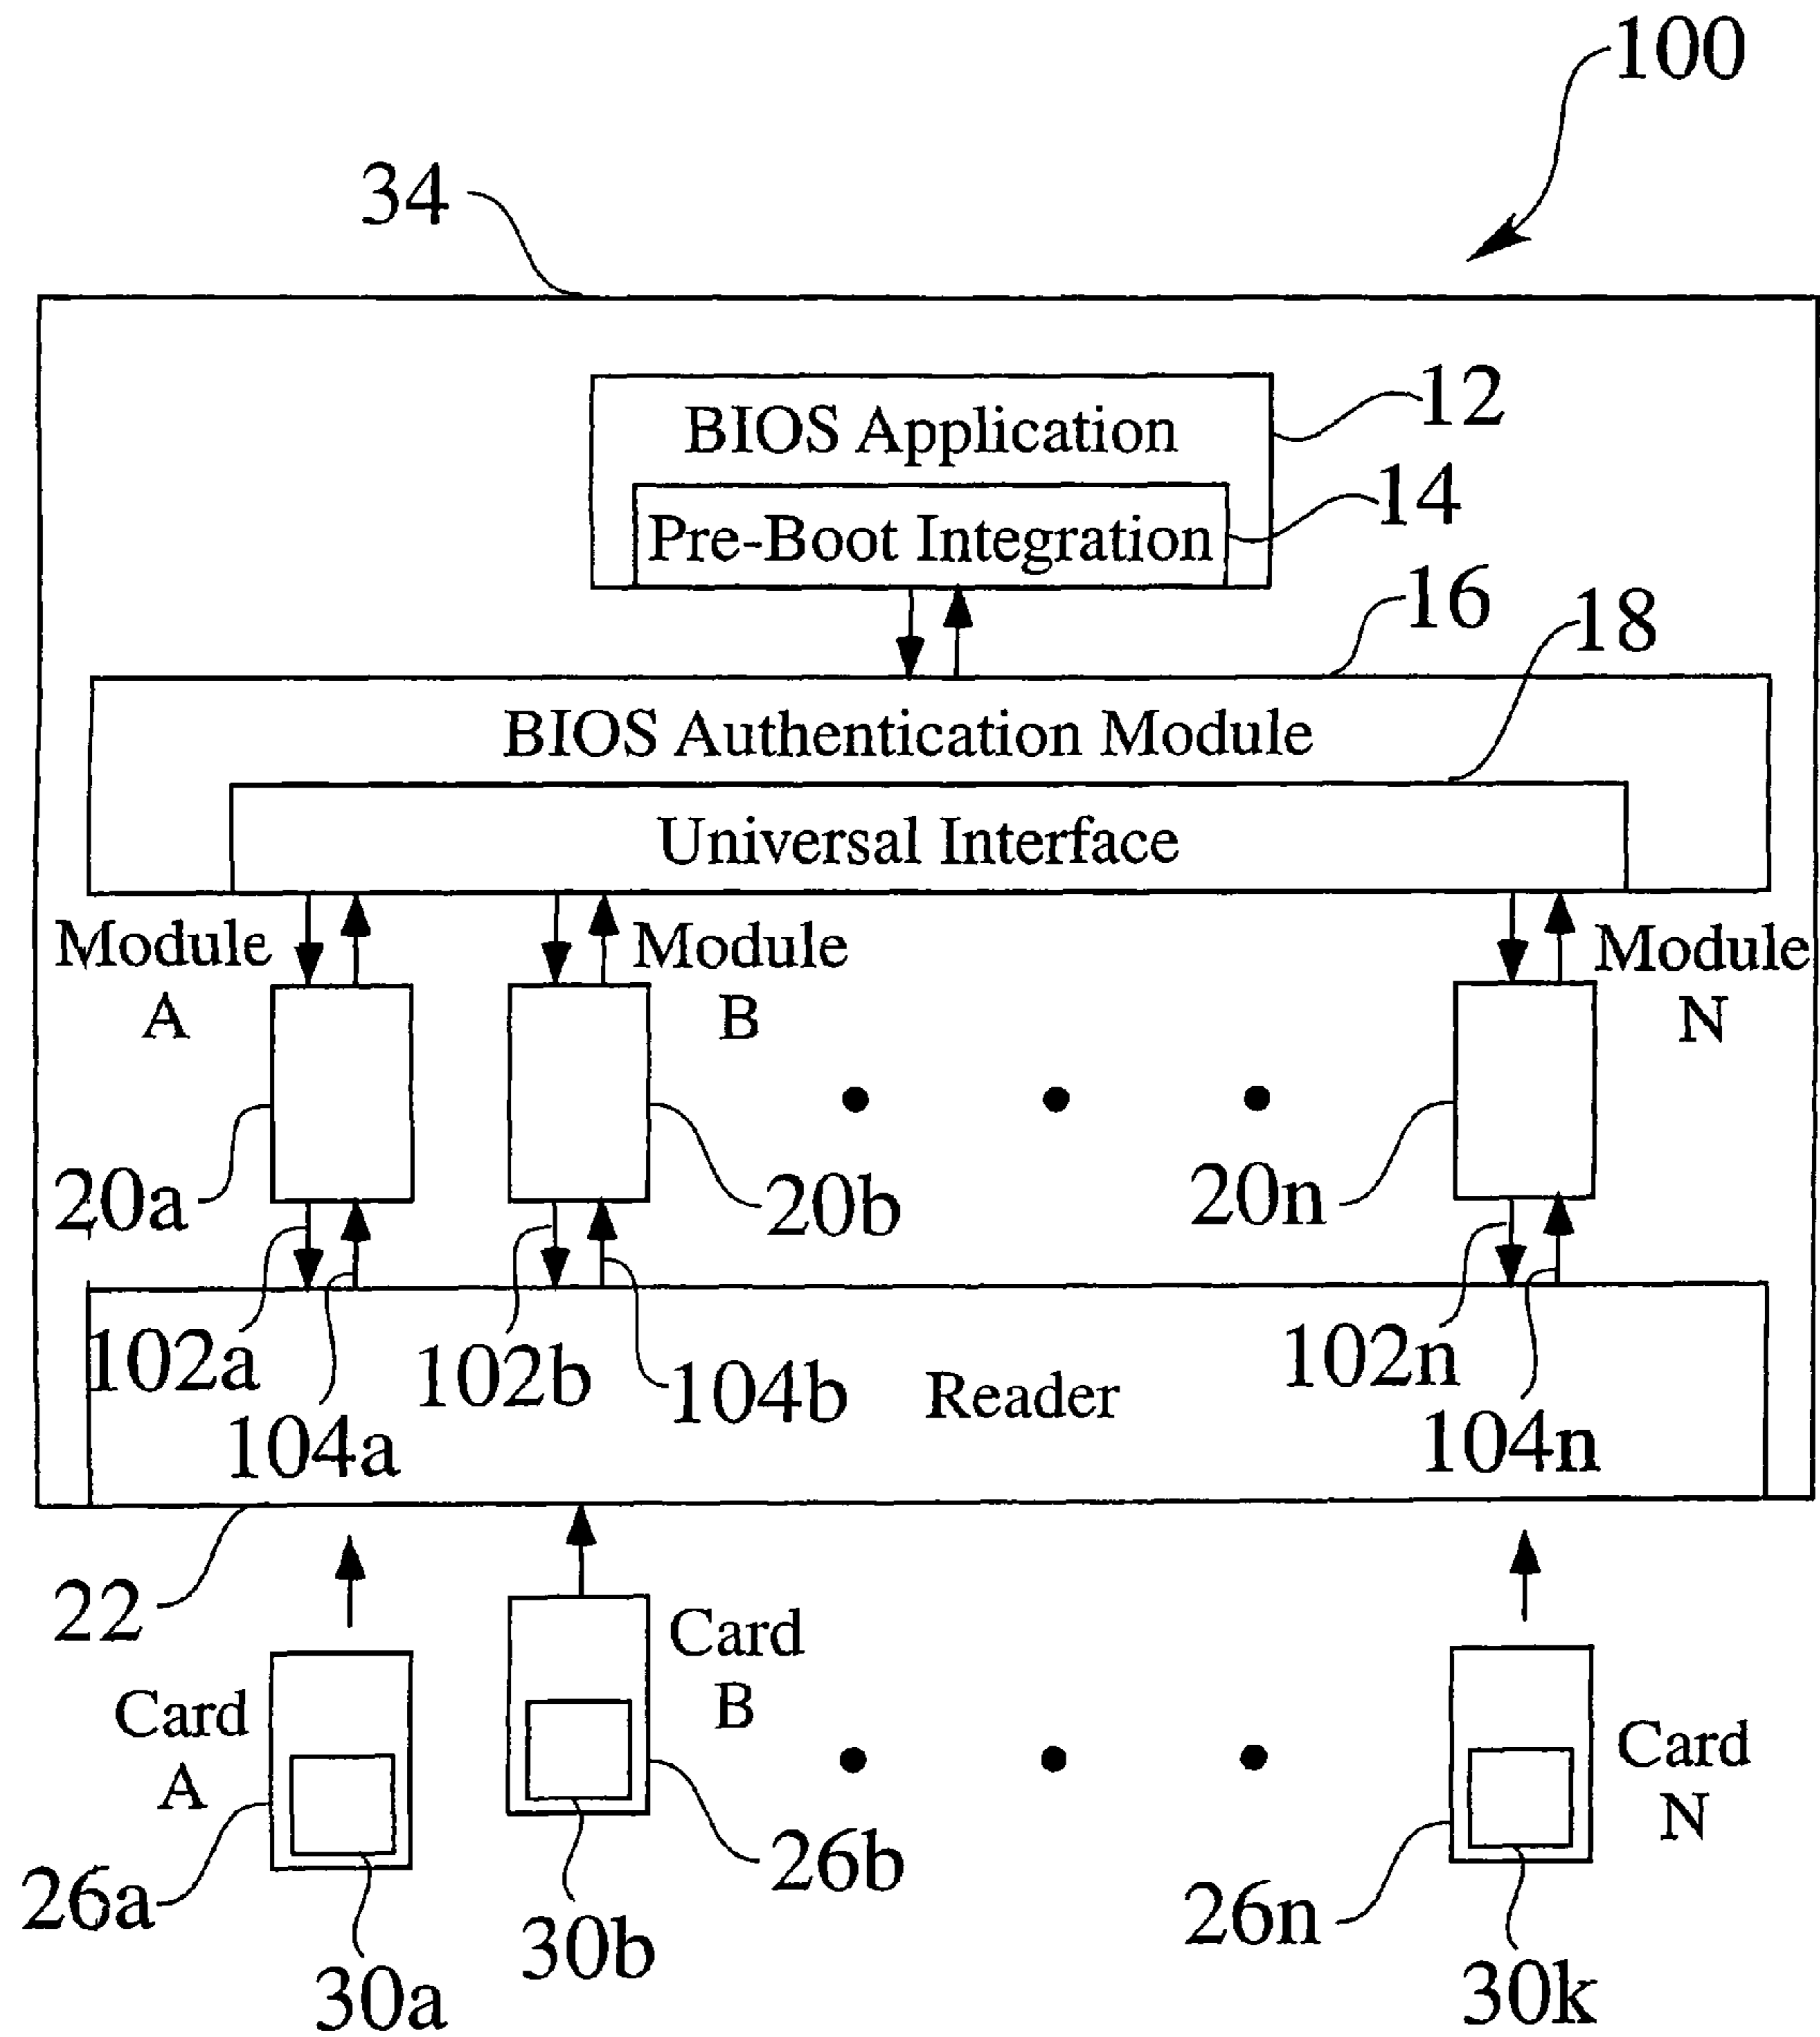 100
34
BIOS Application
12
Pre-Boot Integration
14
16
18
BIOS Authentication Module
Universal Interface
Module
A
Module
B
Module
N
20a
20b
20n
102a
104a
102b
104b
Reader
102n
104n
22
Card
A
Card
B
Card
N
26a
30a
26b
30b
26n
30k